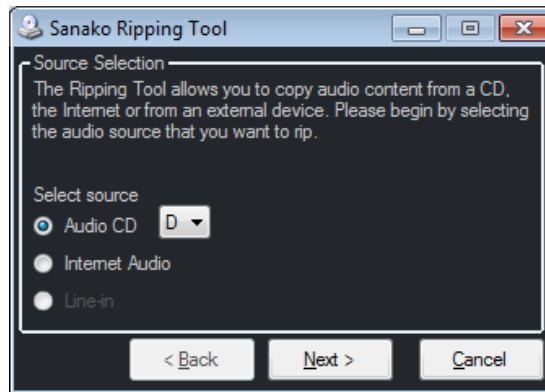 Sanako Ripping Tool
Source Selection
The Ripping Tool allows you to copy audio content from a CD,
the Internet or from an external device. Please begin by selecting
the audio source that you want to rip.
Select source
Audio CD D
Internet Audio
Line-in
< Back Next > Cancel